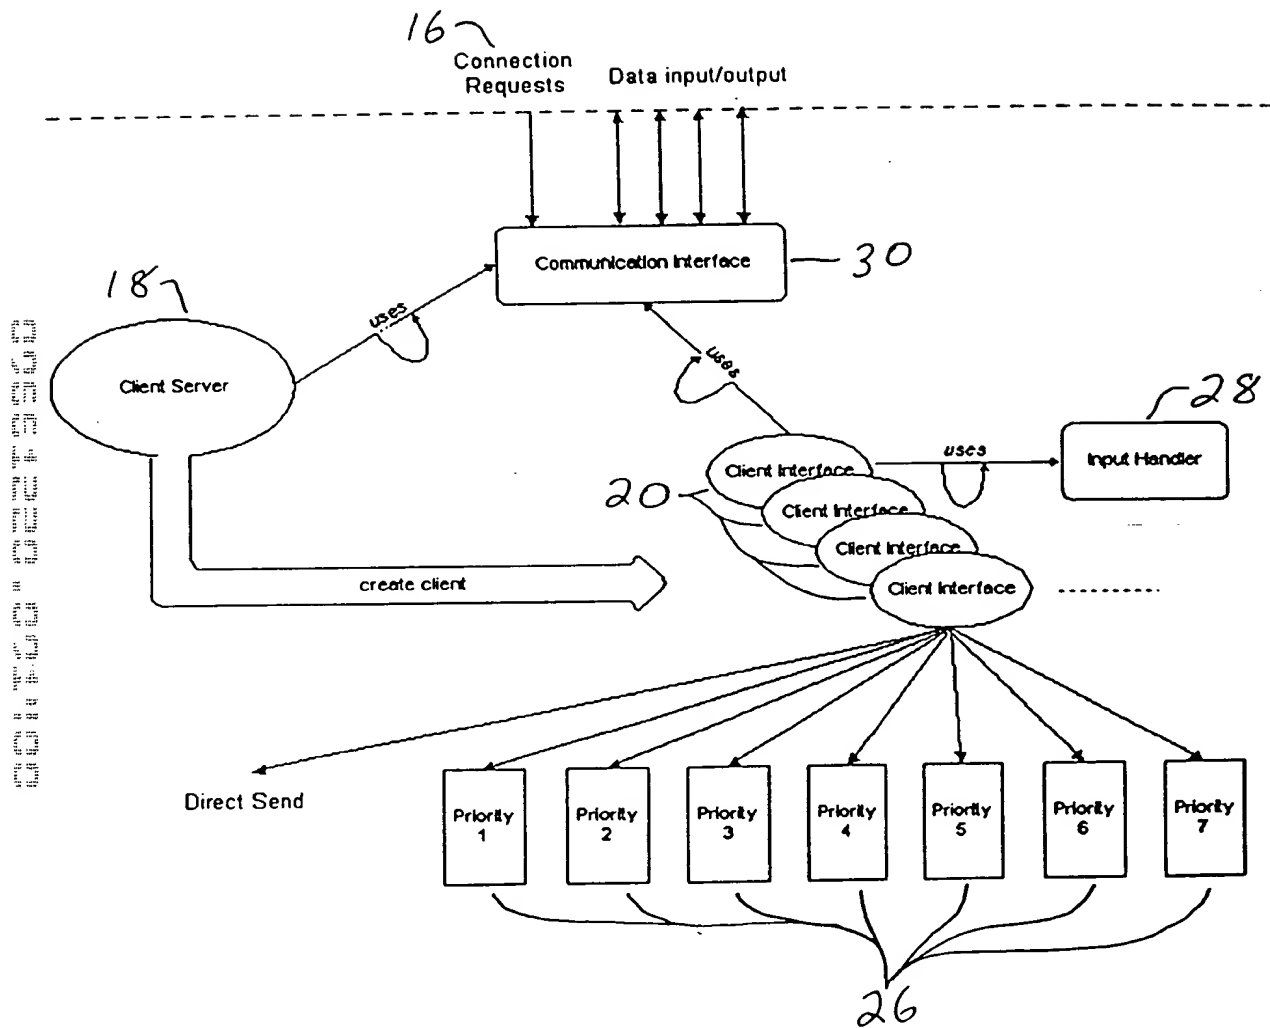 16
Connection
Requests
Data input/output
Communication Interface
30
18
uses
Client Server
uses
28
Client Interface
uses
Input Handler
20
Client Interface
Client Interface
Client Interface
create client
Direct Send
Priority
1
Priority
2
Priority
3
Priority
4
Priority
5
Priority
6
Priority
7
26